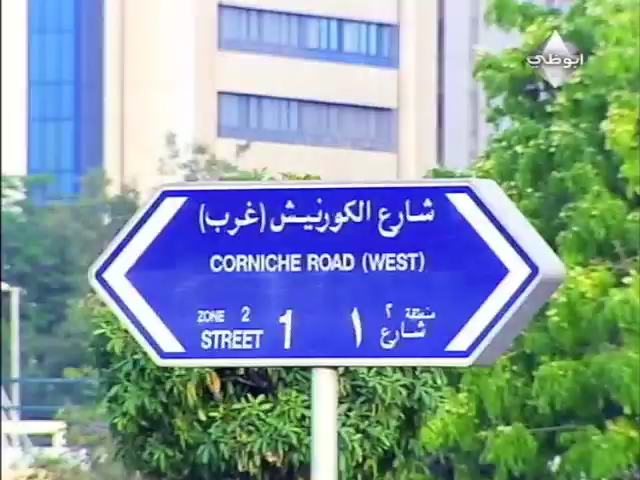 ابوظبي
شارع الكورنيش (غرب)
CORNICHE ROAD (WEST)
ZONE 2 منطقة ٢
STREET 1 شارع ١